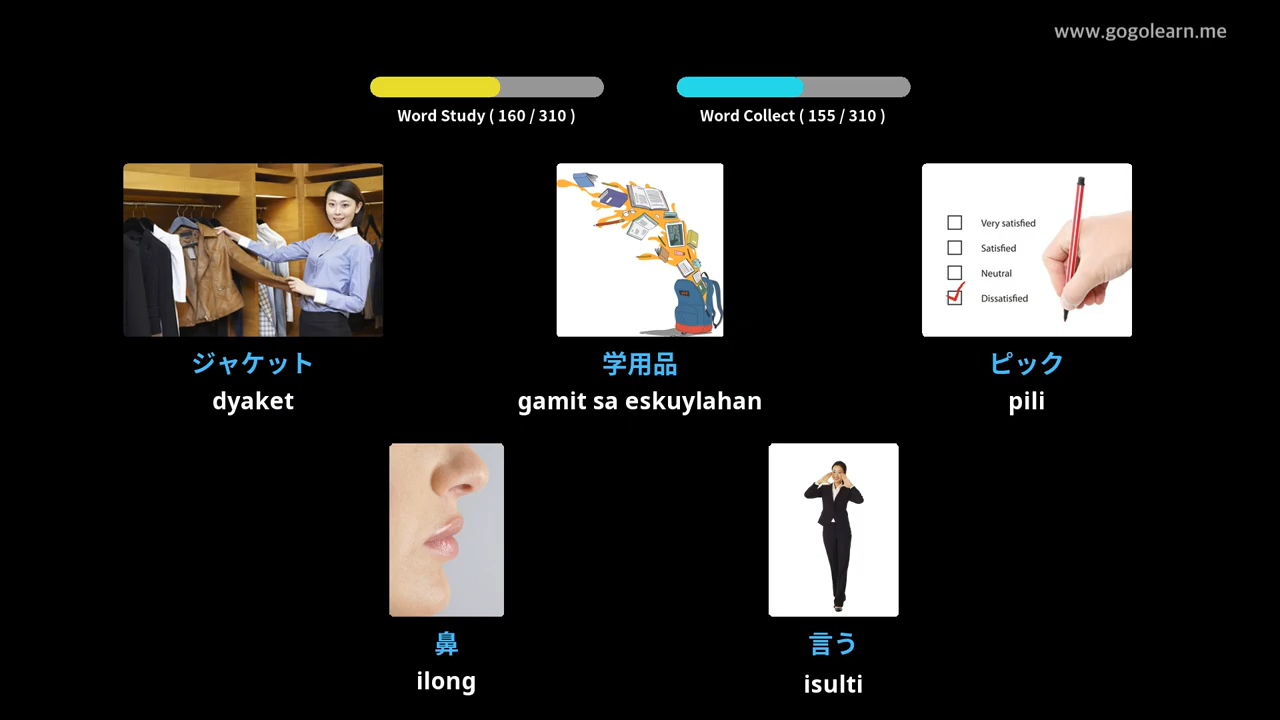 www.gogolearn.me
Word Study ( 160 / 310 )
Word Collect ( 155 / 310 )
Very satisfied
Satisfied
Neutral
Dissatisfied
ジャケット
dyaket
学用品
gamit sa eskuylahan
ピック
pili
鼻
ilong
言う
isulti